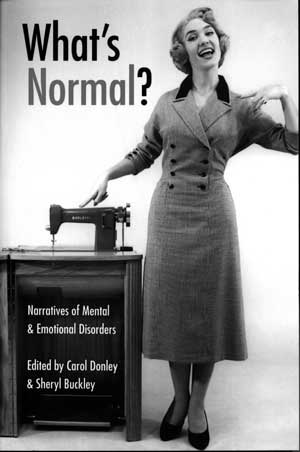 What's
Normal?
Narratives of Mental
& Emotional Disorders
Edited by Carol Donley
& Sheryl Buckley